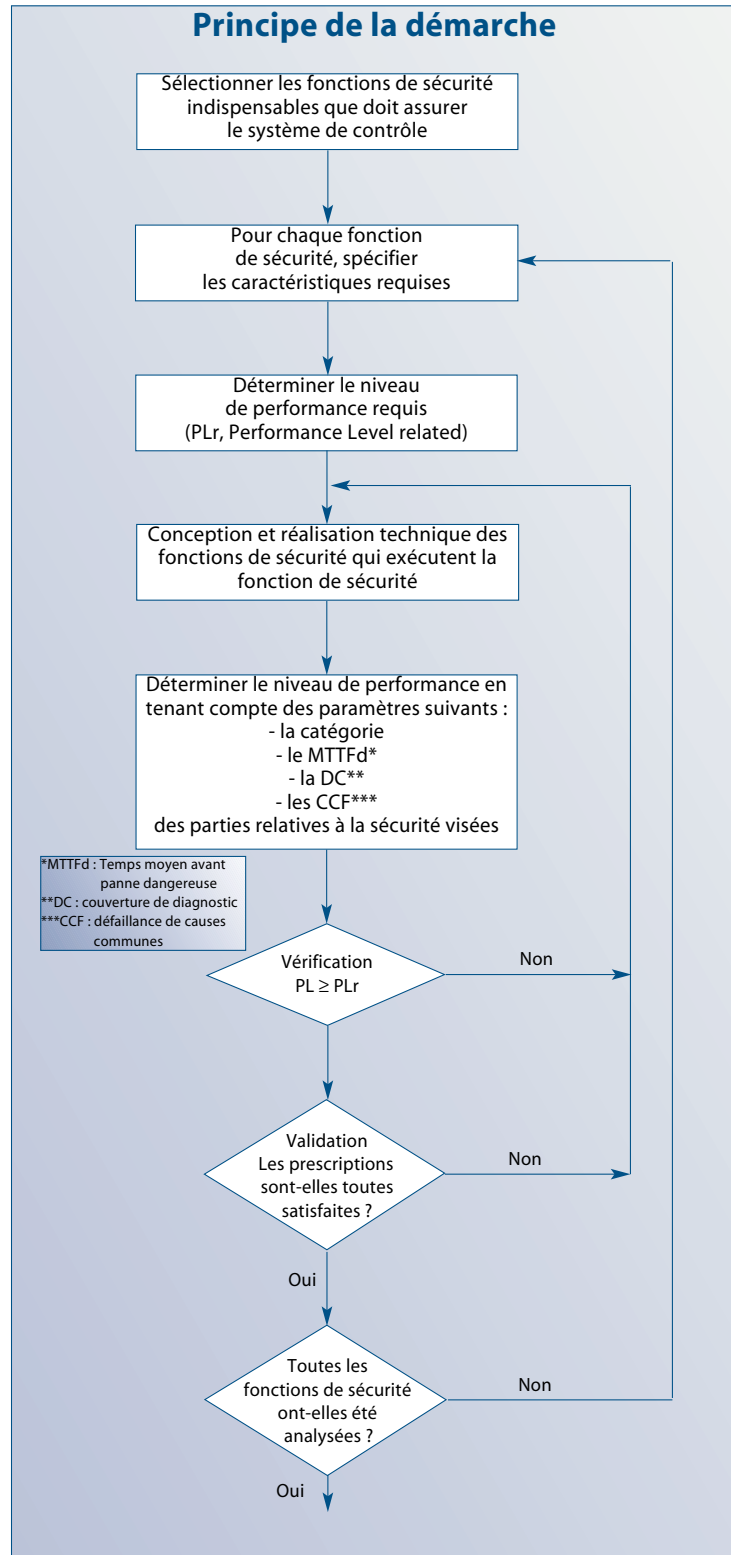 Principe de la démarche
Sélectionner les fonctions de sécurité
indispensables que doit assurer
le système de contrôle
Pour chaque fonction
de sécurité, spécifier
les caractéristiques requises
Déterminer le niveau
de performance requis
(PLr, Performance Level related)
Conception et réalisation technique des
fonctions de sécurité qui exécutent la
fonction de sécurité
Déterminer le niveau de performance en
tenant compte des paramètres suivants :
- la catégorie
- le MTTFd*
- la DC**
- les CCF***
des parties relatives à la sécurité visées
*MTTFd : Temps moyen avant
panne dangereuse
**DC : couverture de diagnostic
***CCF : défaillance de causes
communes
Vérification
PL ≥ PLr
Non
Validation
Les prescriptions
sont-elles toutes
satisfaites ?
Non
Oui
Toutes les
fonctions de sécurité
ont-elles été
analysées ?
Non
Oui